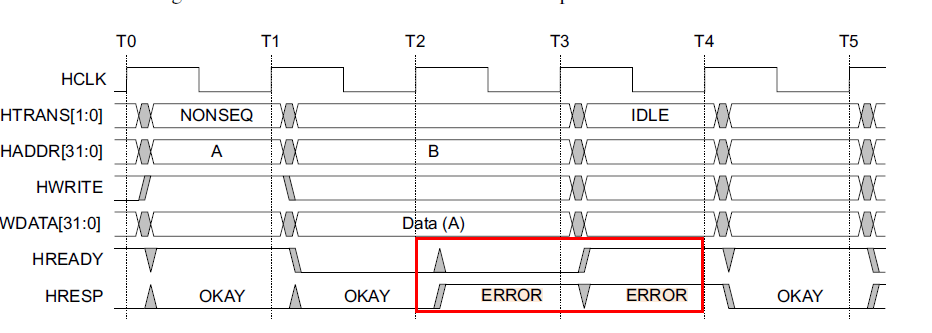 T0 T1 T2 T3 T4 T5
HCLK
HTRANS[1:0] NONSEQ IDLE
HADDR[31:0] A B
HWRITE
WDATA[31:0] Data (A)
HREADY
HRESP OKAY OKAY ERROR ERROR OKAY